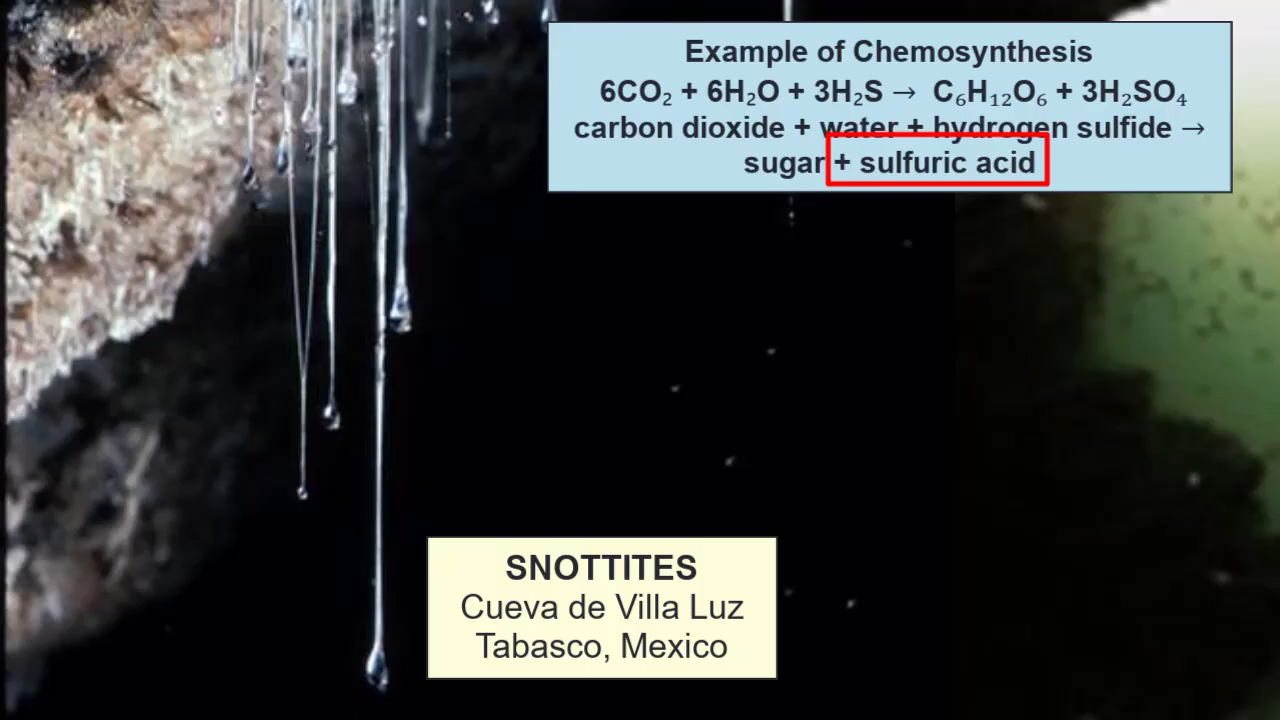 Example of Chemosynthesis
6CO₂ + 6H₂O + 3H₂S → C₆H₁₂O₆ + 3H₂SO₄
carbon dioxide + water + hydrogen sulfide →
sugar + sulfuric acid
SNOTTITES
Cueva de Villa Luz
Tabasco, Mexico